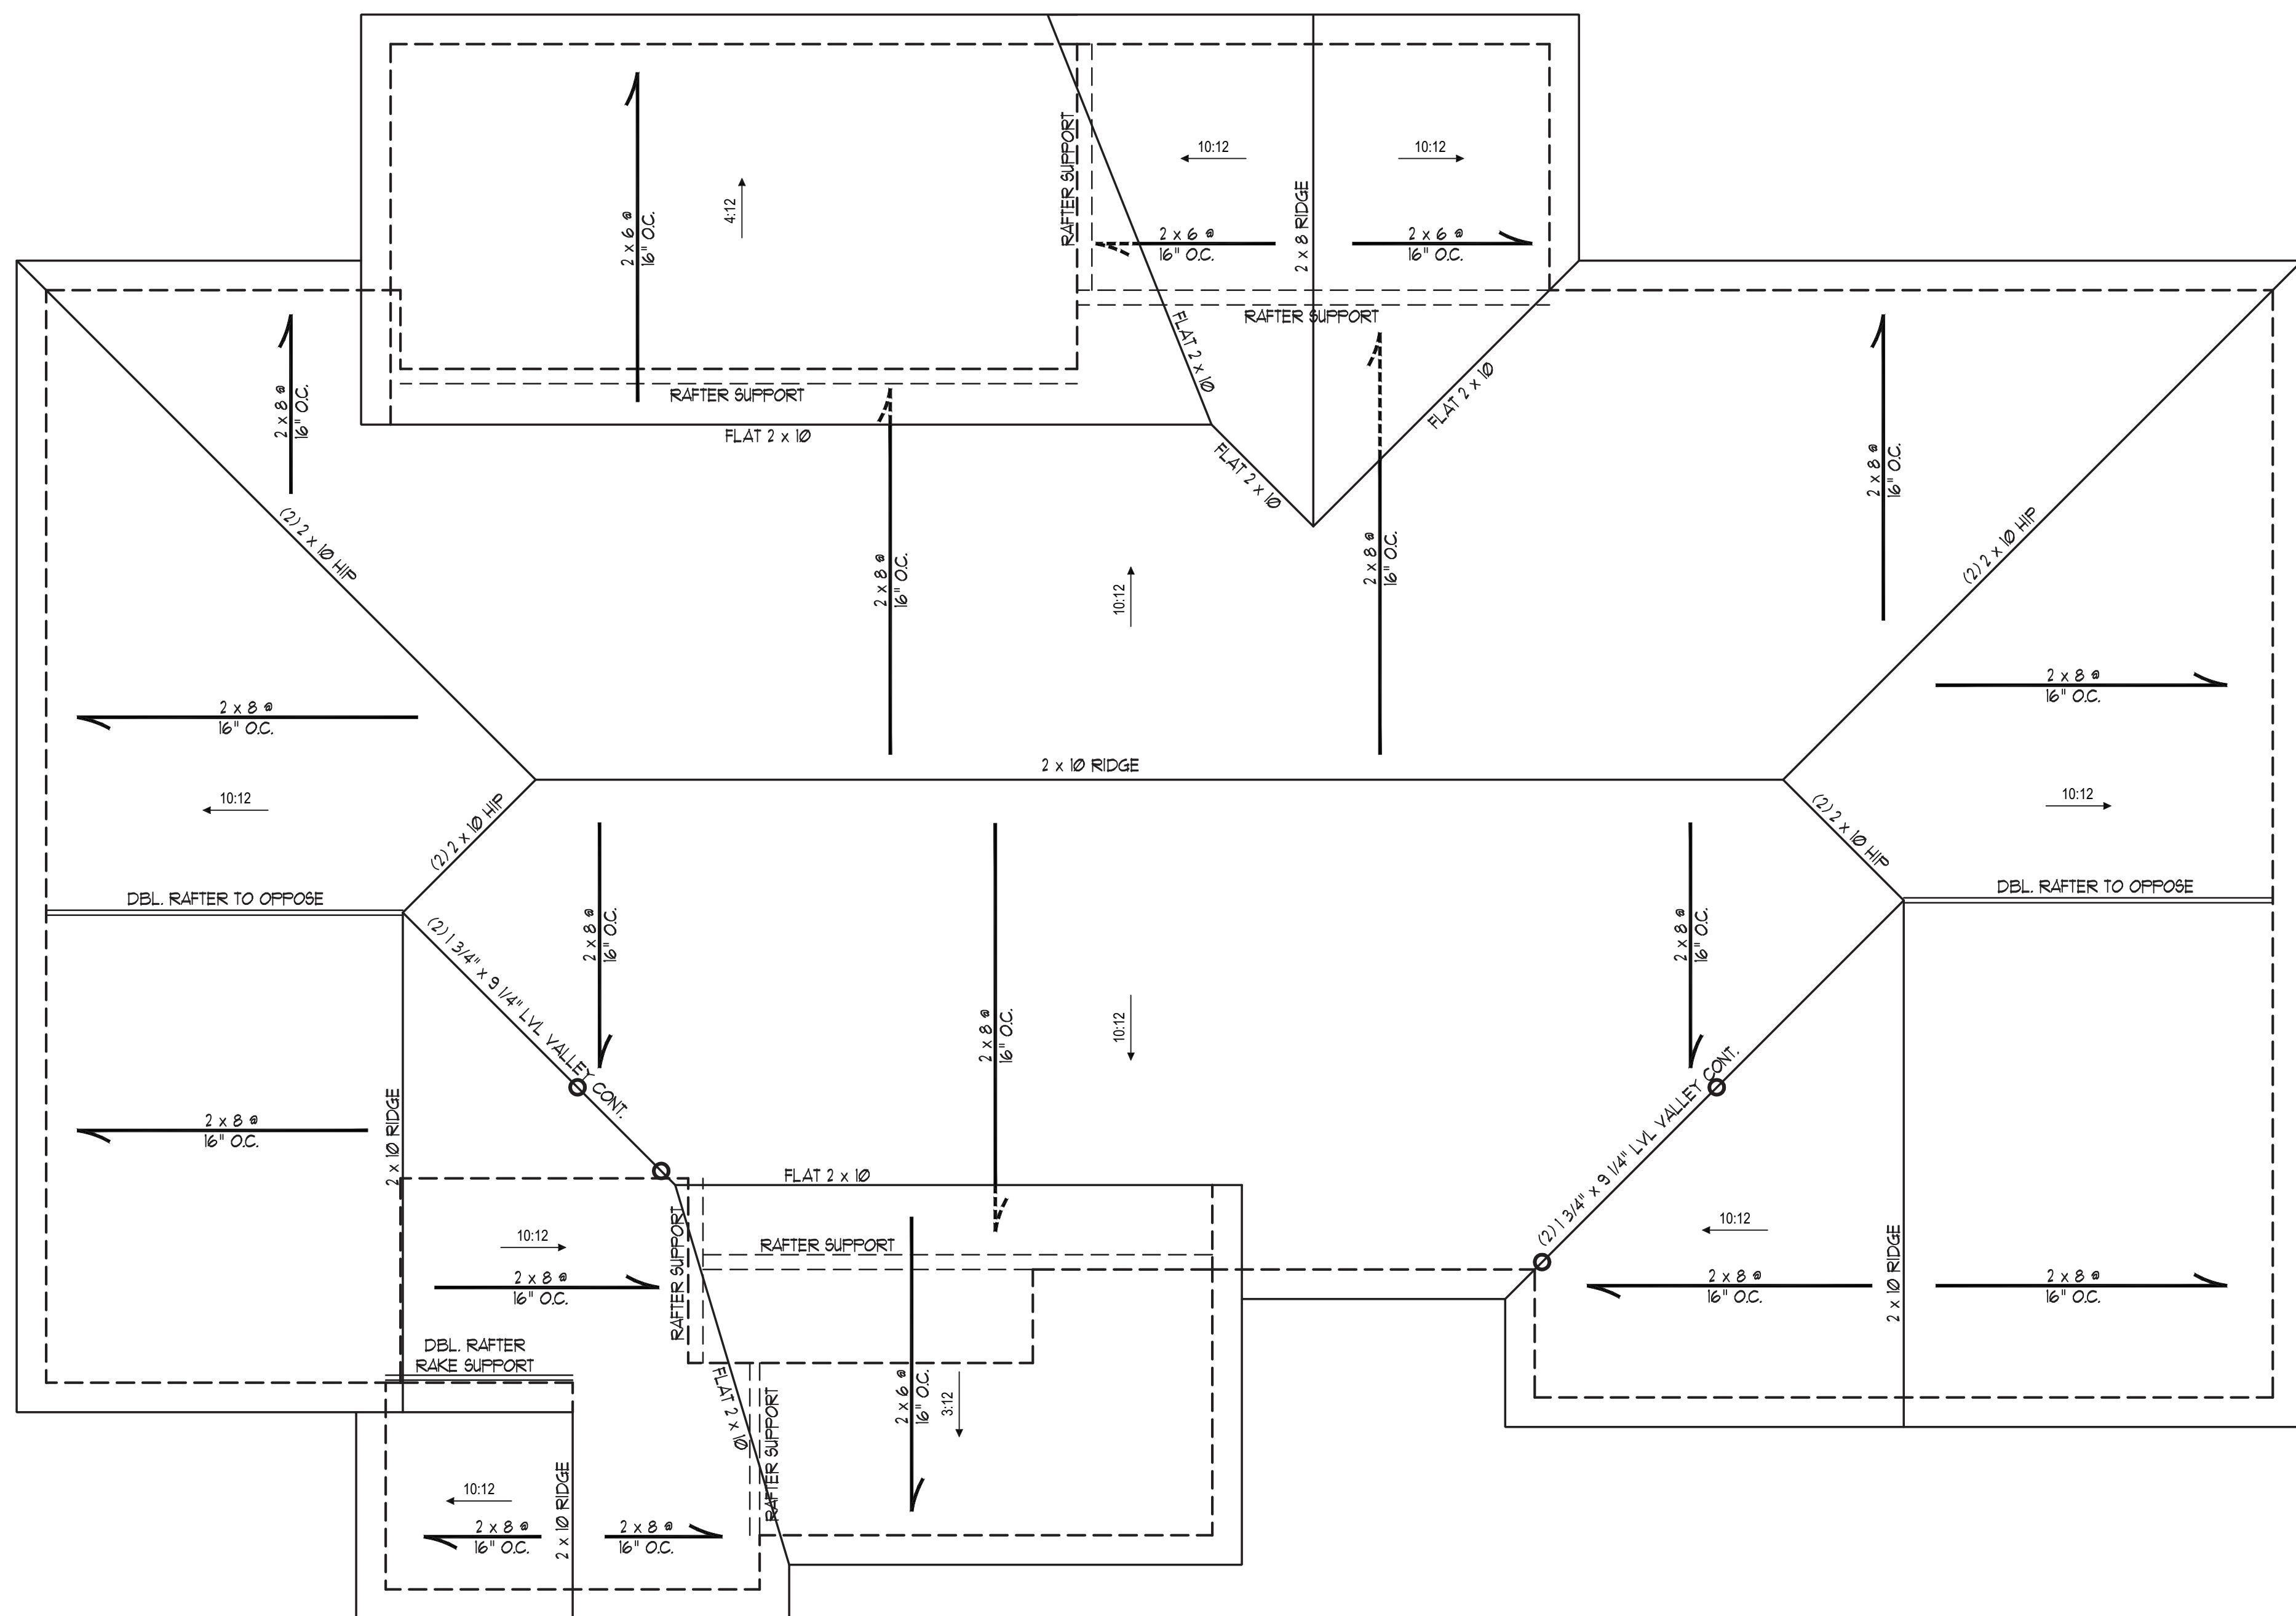 10:12
10:12
RAFTER SUPPORT
4:12
2 x 6 @
16" O.C.
2 x 8 RIDGE
2 x 6 @
16" O.C.
2 x 6 @
16" O.C.
RAFTER SUPPORT
FLAT 2 x 10
2 x 8 @
16" O.C.
RAFTER SUPPORT
FLAT 2 x 10
FLAT 2 x 10
FLAT 2 x 10
2 x 8 @
16" O.C.
(2) 2 x 10 HIP
2 x 8 @
16" O.C.
10:12
2 x 8 @
16" O.C.
(2) 2 x 10 HIP
2 x 8 @
16" O.C.
2 x 8 @
16" O.C.
2 x 10 RIDGE
10:12
10:12
(2) 2 x 10 HIP
(2) 2 x 10 HIP
DBL. RAFTER TO OPPOSE
DBL. RAFTER TO OPPOSE
2 x 8 @
16" O.C.
2 x 8 @
16" O.C.
2 x 8 @
16" O.C.
10:12
(2) 1 3/4" x 9 1/4" LVL VALLEY CONT.
(2) 1 3/4" x 9 1/4" LVL VALLEY CONT.
2 x 8 @
16" O.C.
2 x 10 RIDGE
FLAT 2 x 10
10:12
RAFTER SUPPORT
RAFTER SUPPORT
10:12
2 x 8 @
16" O.C.
2 x 8 @
16" O.C.
2 x 10 RIDGE
2 x 8 @
16" O.C.
DBL. RAFTER
RAKE SUPPORT
FLAT 2 x 10
RAFTER SUPPORT
2 x 6 @
16" O.C.
3:12
10:12
2 x 10 RIDGE
2 x 8 @
16" O.C.
2 x 8 @
16" O.C.